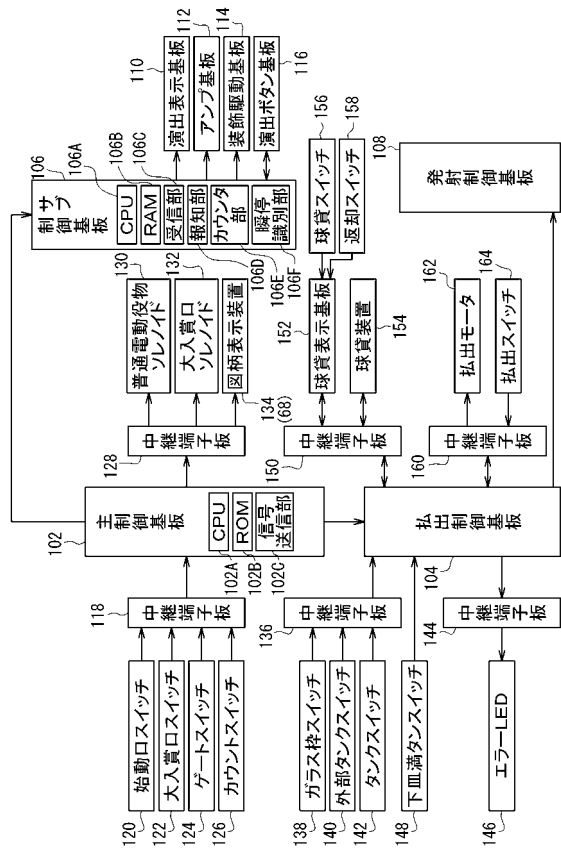 120
始動口スイッチ
122
大入賞口スイッチ
124
ゲートスイッチ
126
カウントスイッチ
118
中継端子板
102
主制御基板
CPU
102A
ROM
102B
信号
送信部
102C
128
中継端子板
普通電動役物
ソレノイド
130
大入賞口
ソレノイド
132
図柄表示装置
134(68)
106
サブ
制御基板
CPU
106A
RAM
106B
受信部
106C
報知部
106D
カウンタ
部
106E
瞬停
識別部
106F
110
演出表示基板
112
アンプ基板
114
装飾駆動基板
116
演出ボタン基板
138
ガラス枠スイッチ
140
外部タンクスイッチ
142
タンクスイッチ
136
中継端子板
148
下皿満タンスイッチ
146
エラーLED
144
中継端子板
104
払出制御基板
150
中継端子板
152
球貸表示基板
154
球貸装置
156
球貸スイッチ
158
返却スイッチ
160
中継端子板
162
払出モータ
164
払出スイッチ
108
発射制御基板